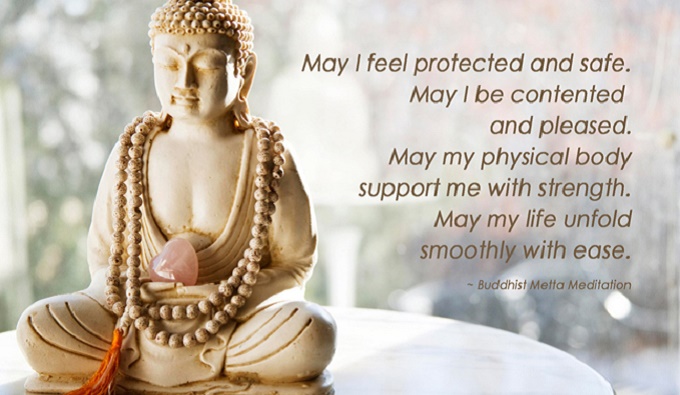 May I feel protected and safe.
May I be contented
and pleased.
May my physical body
support me with strength.
May my life unfold
smoothly with ease.
~ Buddhist Metta Meditation